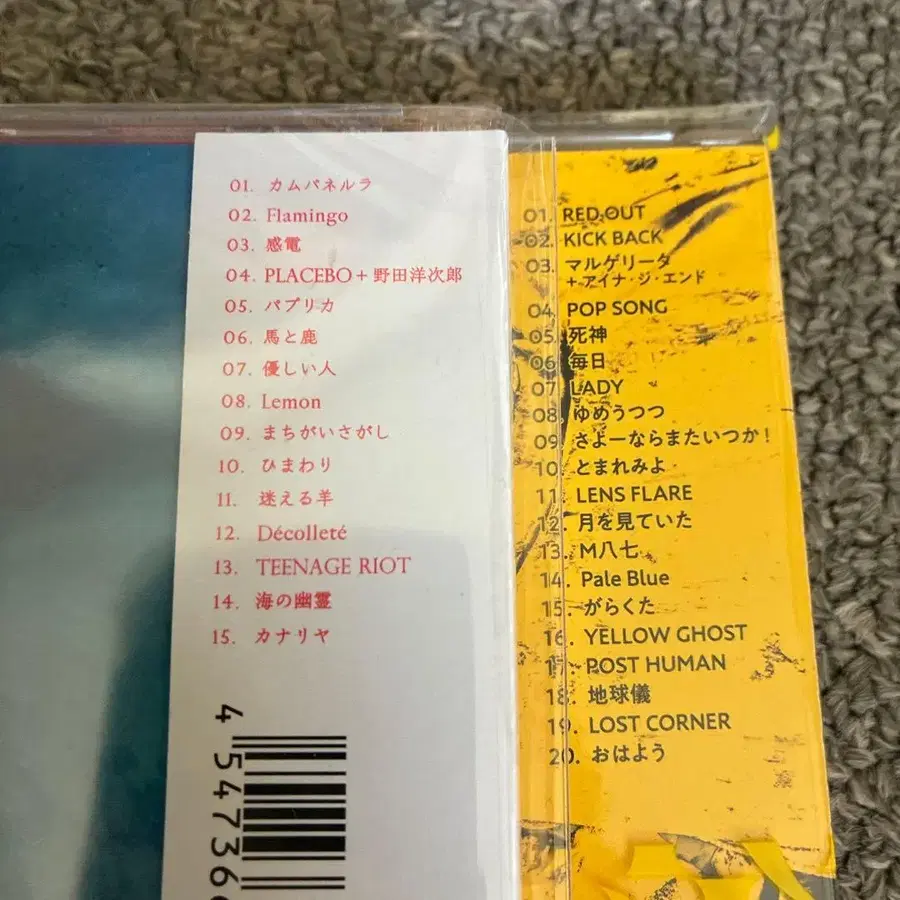 01. カムパネルラ
02. Flamingo
03. 感電
04. PLACEBO + 野田洋次郎
05. パプリカ
06. 馬と鹿
07. 優しい人
08. Lemon
09. まちがいさがし
10. ひまわり
11. 迷える羊
12. Décolleté
13. TEENAGE RIOT
14. 海の幽霊
15. カナリヤ
4 54736
01. RED OUT
02. KICK BACK
03. マルゲリータ
+ アイナ・ジ・エンド
04. POP SONG
05. 死神
06. 毎日
07. LADY
08. ゆめうつつ
09. さよーならまたいつか!
10. とまれみよ
11. LENS FLARE
12. 月を見ていた
13. M八七
14. Pale Blue
15. がらくた
16. YELLOW GHOST
17. POST HUMAN
18. 地球儀
19. LOST CORNER
20. おはよう